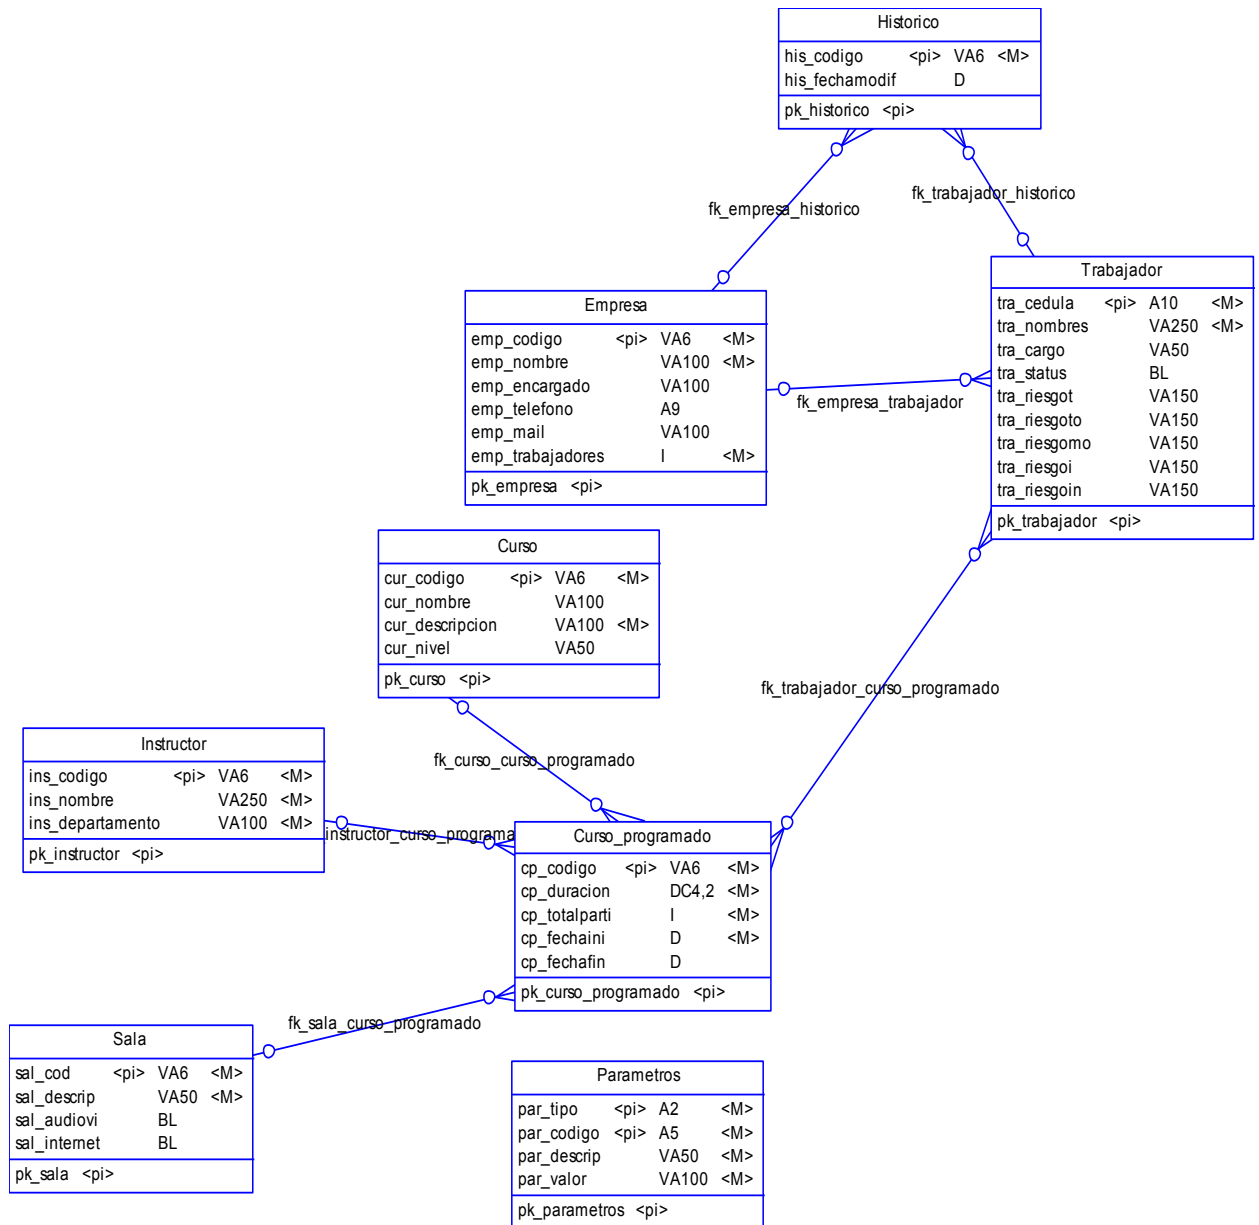 Historico
his_codigo <pi> VA6 <M>
his_fechamodif D
pk_historico <pi>
fk_empresa_historico
fk_trabajador_historico
Trabajador
tra_cedula <pi> A10 <M>
tra_nombres VA250 <M>
tra_cargo VA50
tra_status BL
tra_riesgot VA150
tra_riesgoto VA150
tra_riesgomo VA150
tra_riesgoi VA150
tra_riesgoin VA150
pk_trabajador <pi>
Empresa
emp_codigo <pi> VA6 <M>
emp_nombre VA100 <M>
emp_encargado VA100
emp_telefono A9
emp_mail VA100
emp_trabajadores I <M>
pk_empresa <pi>
fk_empresa_trabajador
Curso
cur_codigo <pi> VA6 <M>
cur_nombre VA100
cur_descripcion VA100 <M>
cur_nivel VA50
pk_curso <pi>
fk_trabajador_curso_programado
fk_curso_curso_programado
Instructor
ins_codigo <pi> VA6 <M>
ins_nombre VA250 <M>
ins_departamento VA100 <M>
pk_instructor <pi>
instructor_curso_programa
Curso_programado
cp_codigo <pi> VA6 <M>
cp_duracion DC4,2 <M>
cp_totalparti I <M>
cp_fechaini D <M>
cp_fechafin D
pk_curso_programado <pi>
fk_sala_curso_programado
Sala
sal_cod <pi> VA6 <M>
sal_descrip VA50 <M>
sal_audiovi BL
sal_internet BL
pk_sala <pi>
Parametros
par_tipo <pi> A2 <M>
par_codigo <pi> A5 <M>
par_descrip VA50 <M>
par_valor VA100 <M>
pk_parametros <pi>